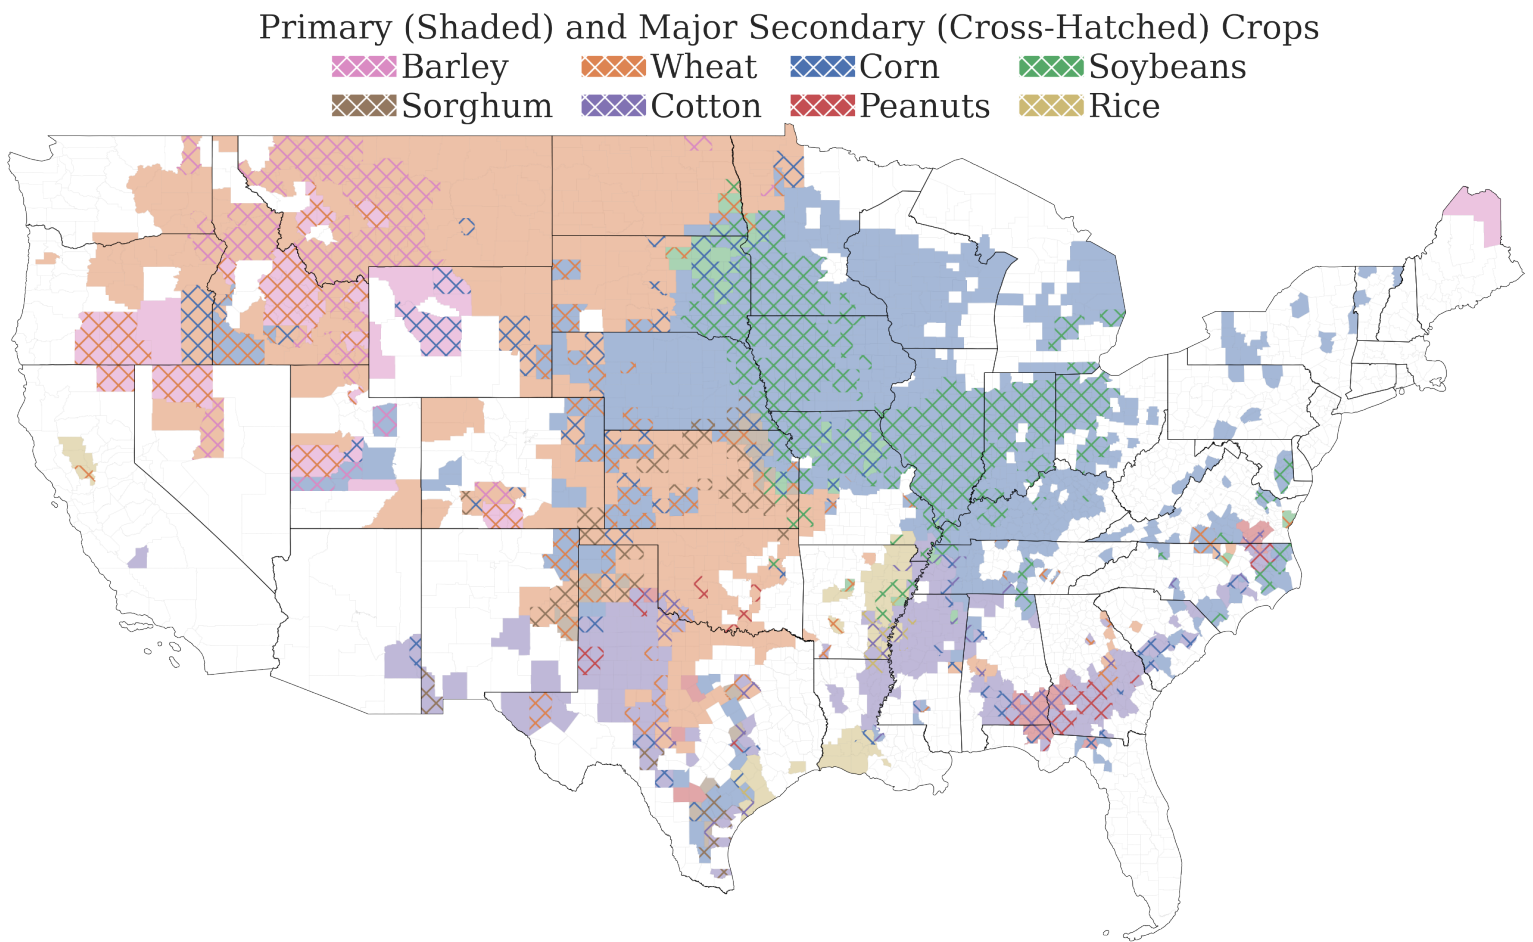 Primary (Shaded) and Major Secondary (Cross-Hatched) Crops
Barley Wheat Corn Soybeans
Sorghum Cotton Peanuts Rice